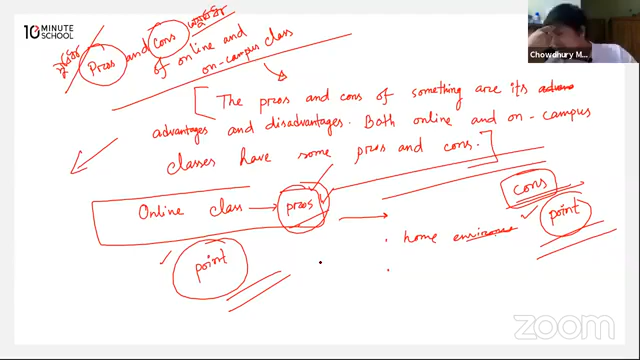 10 MINUTE SCHOOL
Pros and Cons
of online and
on-campus class
Chowdhury M...
[ The pros and cons of something are its
advantages and disadvantages. Both online and on-campus
classes have some pros and cons. ]
Online class → pros
cons
point
point
. home
zoom